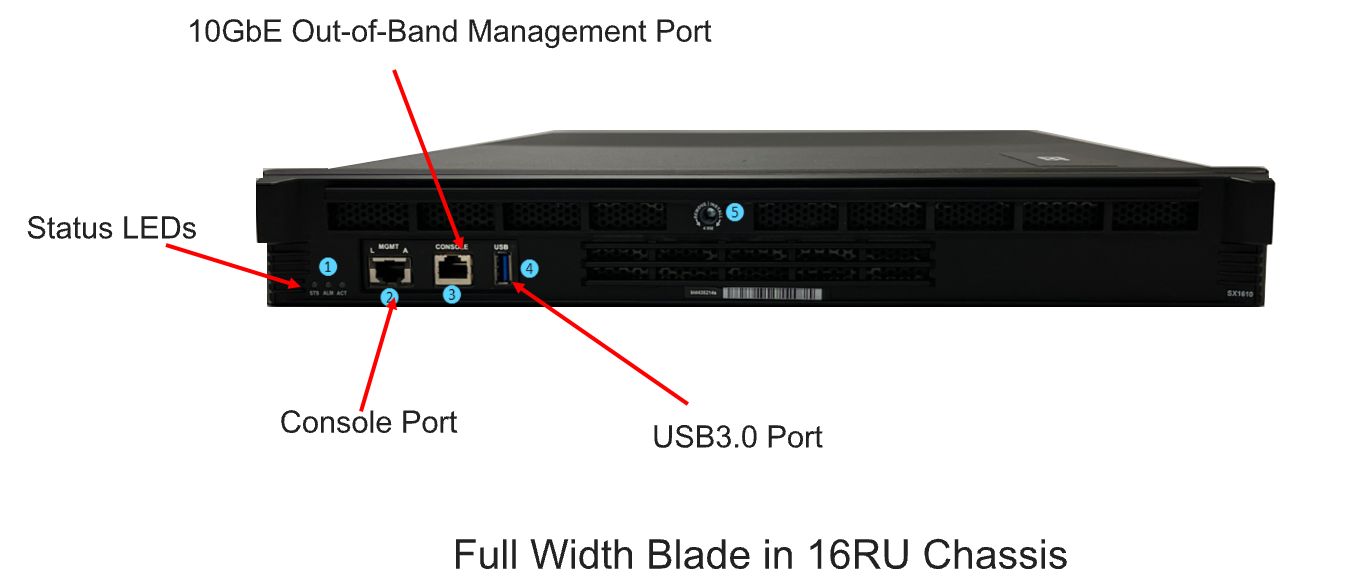 10GbE Out-of-Band Management Port
Status LEDs
5
MGMT
L A
CONSOLE
USB
1
4
STS ALM ACT
2
3
SX1610
Console Port
USB3.0 Port
Full Width Blade in 16RU Chassis